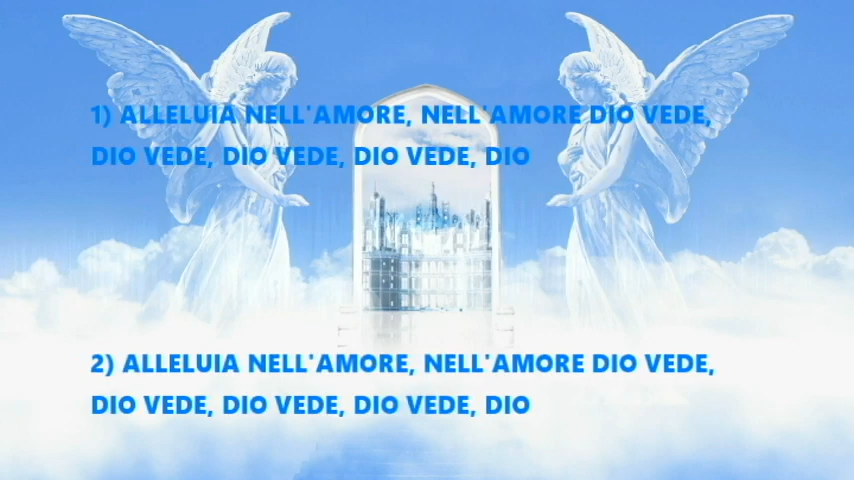 1) ALLELUIA NELL'AMORE, NELL'AMORE DIO VEDE,
DIO VEDE, DIO VEDE, DIO VEDE, DIO
2) ALLELUIA NELL'AMORE, NELL'AMORE DIO VEDE,
DIO VEDE, DIO VEDE, DIO VEDE, DIO